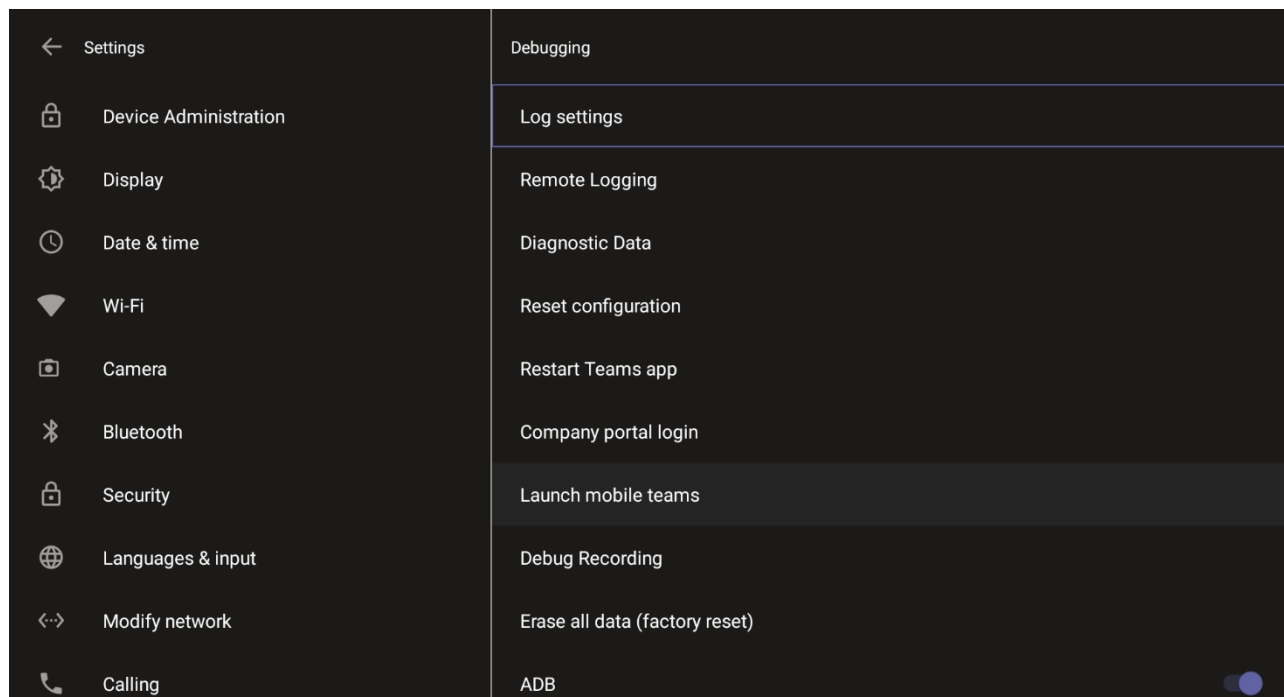 Settings
Device Administration
Display
Date & time
Wi-Fi
Camera
Bluetooth
Security
Languages & input
Modify network
Calling
Debugging
Log settings
Remote Logging
Diagnostic Data
Reset configuration
Restart Teams app
Company portal login
Launch mobile teams
Debug Recording
Erase all data (factory reset)
ADB